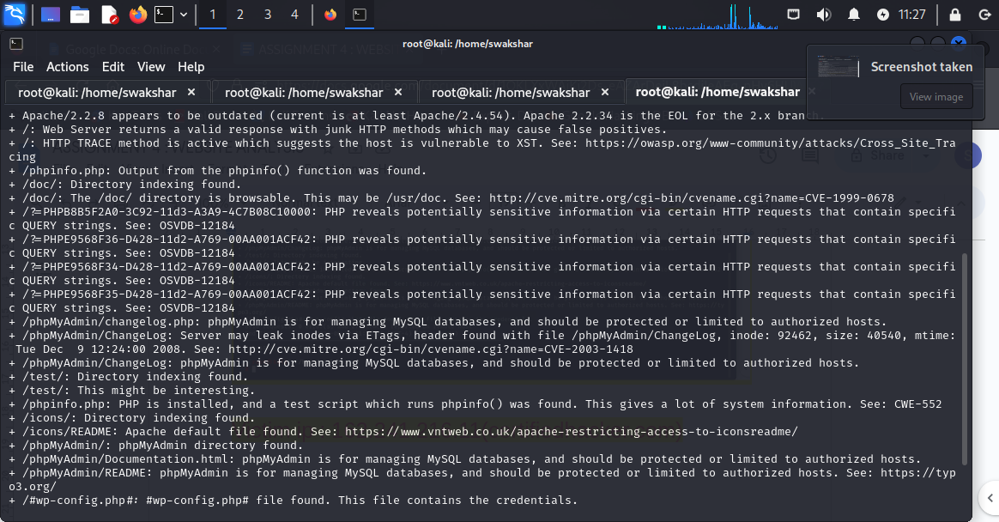 1 2 3 4 11:27
root@kali: /home/swakshar
File Actions Edit View Help
Screenshot taken
View image
root@kali: /home/swakshar × root@kali: /home/swakshar × root@kali: /home/swakshar × root@kali: /home/swakshar ×
+ Apache/2.2.8 appears to be outdated (current is at least Apache/2.4.54). Apache 2.2.34 is the EOL for the 2.x branch.
+ /: Web Server returns a valid response with junk HTTP methods which may cause false positives.
+ /: HTTP TRACE method is active which suggests the host is vulnerable to XST. See: https://owasp.org/www-community/attacks/Cross_Site_Tra
cing
+ /phpinfo.php: Output from the phpinfo() function was found.
+ /doc/: Directory indexing found.
+ /doc/: The /doc/ directory is browsable. This may be /usr/doc. See: http://cve.mitre.org/cgi-bin/cvename.cgi?name=CVE-1999-0678
+ /?=PHPB8B5F2A0-3C92-11d3-A3A9-4C7B08C10000: PHP reveals potentially sensitive information via certain HTTP requests that contain specifi
c QUERY strings. See: OSVDB-12184
+ /?=PHPE9568F36-D428-11d2-A769-00AA001ACF42: PHP reveals potentially sensitive information via certain HTTP requests that contain specifi
c QUERY strings. See: OSVDB-12184
+ /?=PHPE9568F34-D428-11d2-A769-00AA001ACF42: PHP reveals potentially sensitive information via certain HTTP requests that contain specifi
c QUERY strings. See: OSVDB-12184
+ /?=PHPE9568F35-D428-11d2-A769-00AA001ACF42: PHP reveals potentially sensitive information via certain HTTP requests that contain specifi
c QUERY strings. See: OSVDB-12184
+ /phpMyAdmin/changelog.php: phpMyAdmin is for managing MySQL databases, and should be protected or limited to authorized hosts.
+ /phpMyAdmin/ChangeLog: Server may leak inodes via ETags, header found with file /phpMyAdmin/ChangeLog, inode: 92462, size: 40540, mtime:
Tue Dec  9 12:24:00 2008. See: http://cve.mitre.org/cgi-bin/cvename.cgi?name=CVE-2003-1418
+ /phpMyAdmin/ChangeLog: phpMyAdmin is for managing MySQL databases, and should be protected or limited to authorized hosts.
+ /test/: Directory indexing found.
+ /test/: This might be interesting.
+ /phpinfo.php: PHP is installed, and a test script which runs phpinfo() was found. This gives a lot of system information. See: CWE-552
+ /icons/: Directory indexing found.
+ /icons/README: Apache default file found. See: https://www.vntweb.co.uk/apache-restricting-access-to-iconsreadme/
+ /phpMyAdmin/: phpMyAdmin directory found.
+ /phpMyAdmin/Documentation.html: phpMyAdmin is for managing MySQL databases, and should be protected or limited to authorized hosts.
+ /phpMyAdmin/README: phpMyAdmin is for managing MySQL databases, and should be protected or limited to authorized hosts. See: https://typ
o3.org/
+ /#wp-config.php#: #wp-config.php# file found. This file contains the credentials.